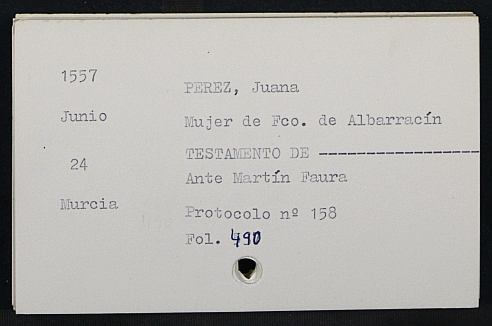 1557
PEREZ, Juana
Junio
Mujer de Fco. de Albarracín
24
TESTAMENTO DE --------------------
Ante Martín Faura
Murcia
Protocolo nº 158
Fol. 490